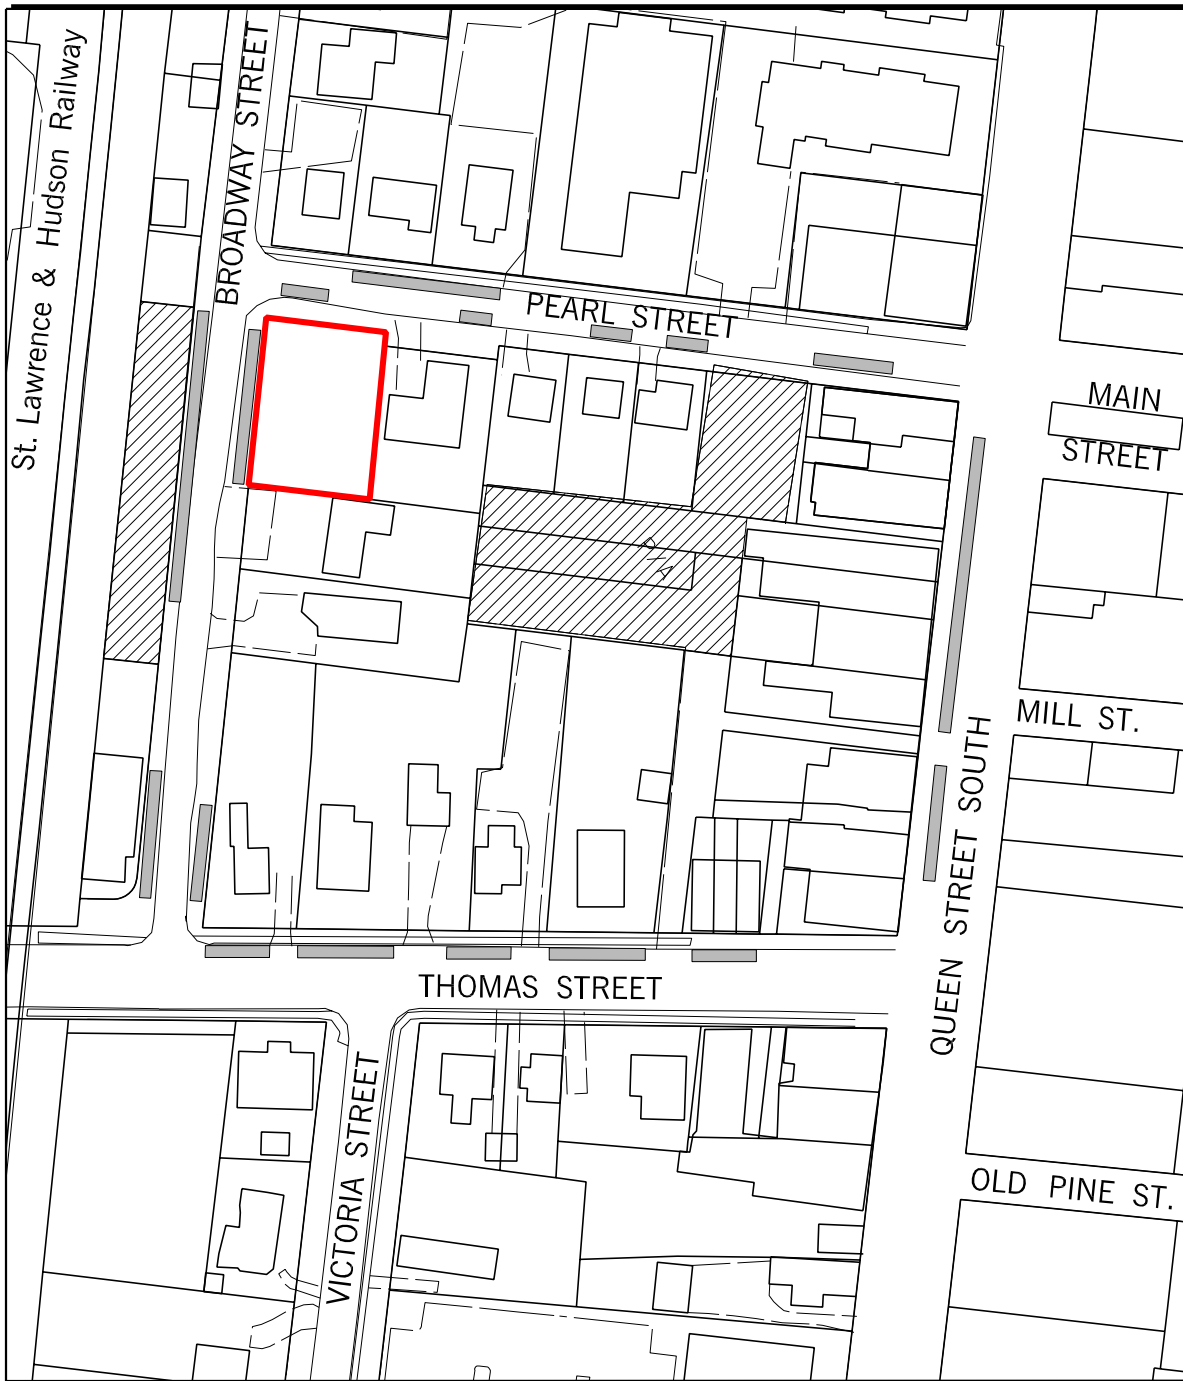 St. Lawrence & Hudson Railway
BROADWAY STREET
PEARL STREET
MAIN
STREET
MILL ST.
QUEEN STREET SOUTH
THOMAS STREET
VICTORIA STREET
OLD PINE ST.